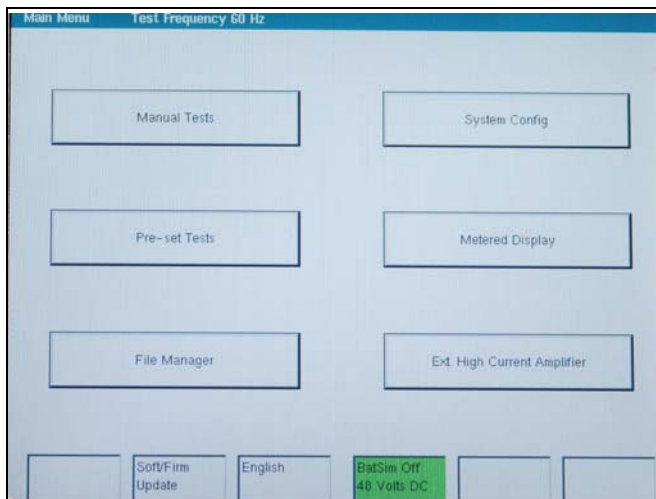 Main Menu Test Frequency 60 Hz
Manual Tests
System Config
Pre-set Tests
Metered Display
File Manager
Ext. High Current Amplifier
Soft/Firm
Update
English
BatSim Off
48 Volts DC